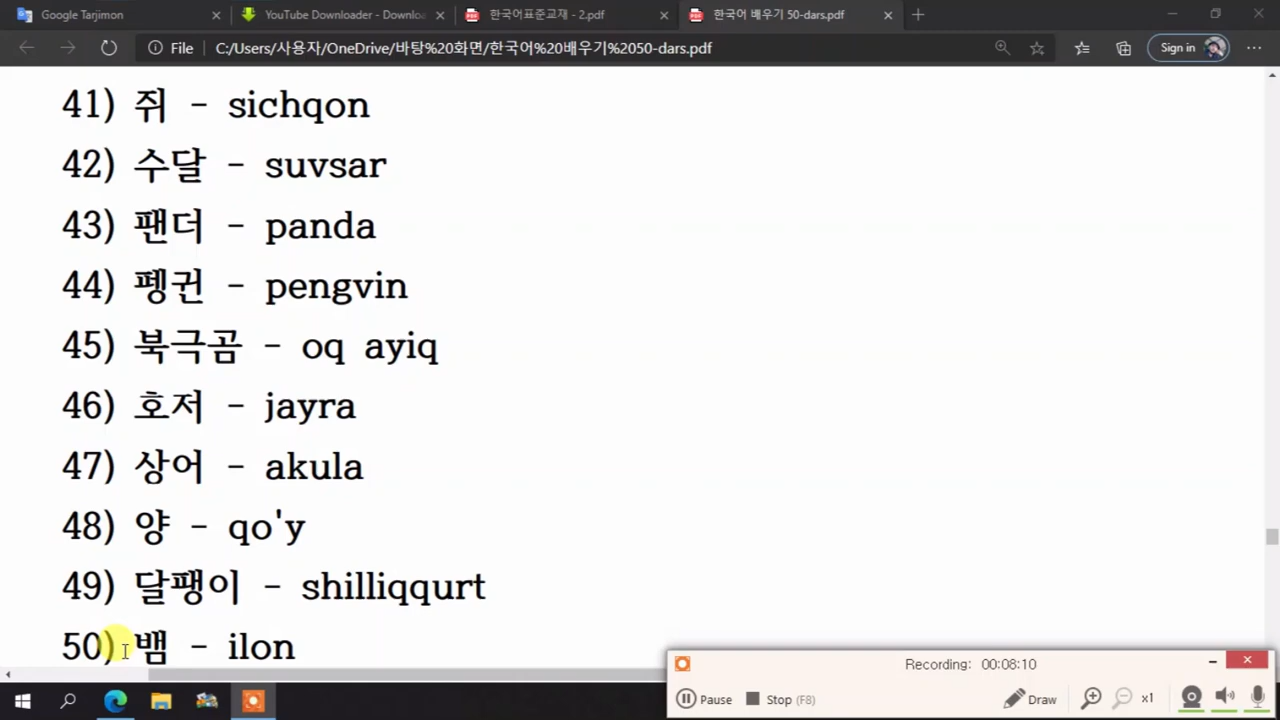 Google Tarjimon
YouTube Downloader - Downloa
한국어표준교재 - 2.pdf
한국어 배우기 50-dars.pdf
File
C:/Users/사용자/OneDrive/바탕%20화면/한국어%20배우기%2050-dars.pdf
Sign in
41) 쥐 - sichqon
42) 수달 - suvsar
43) 팬더 - panda
44) 펭귄 - pengvin
45) 북극곰 - oq ayiq
46) 호저 - jayra
47) 상어 - akula
48) 양 - qo'y
49) 달팽이 - shilliqqurt
50) 뱀 - ilon
Recording: 00:08:10
Pause
Stop (F8)
Draw
x1